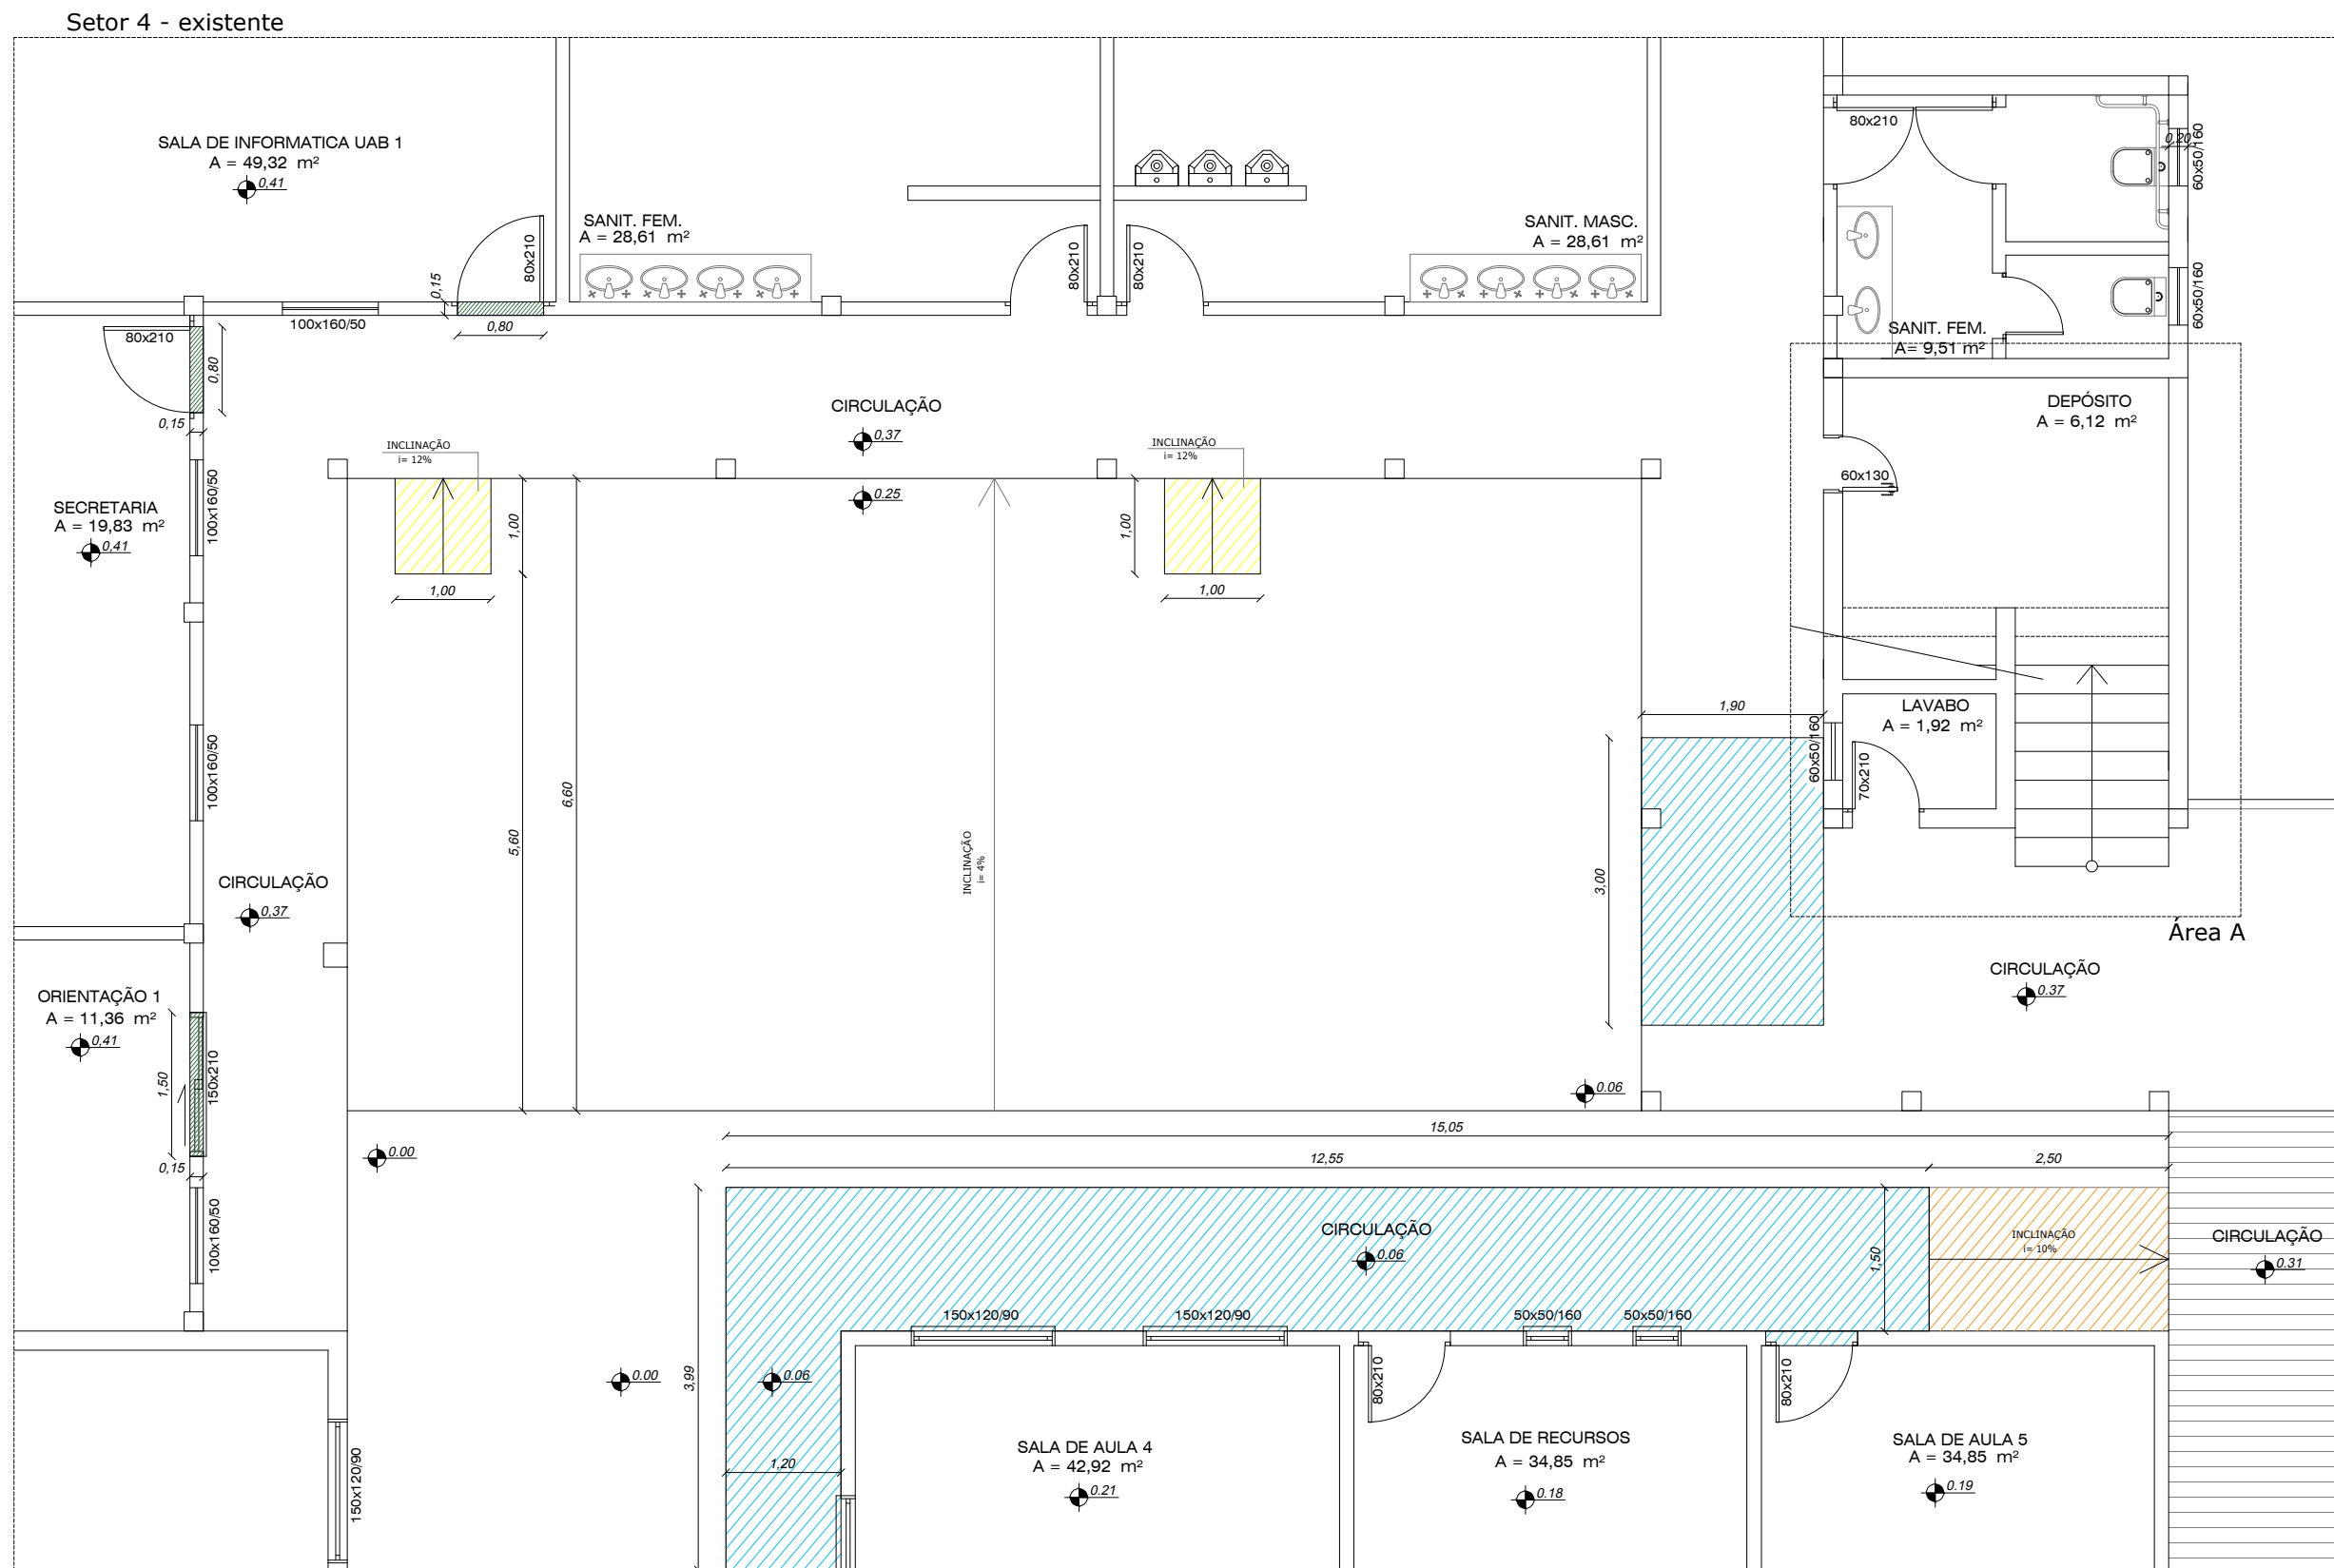 Setor 4 - existente
SALA DE INFORMATICA UAB 1
A = 49,32 m²
0,41
80x210
0,15
0,80
100x160/50
SANIT. FEM.
A = 28,61 m²
80x210
80x210
SANIT. MASC.
A = 28,61 m²
80x210
0,20
60x50/160
60x50/160
SANIT. FEM.
A= 9,51 m²
80x210
0,80
0,15
CIRCULAÇÃO
0,37
0.25
INCLINAÇÃO
i= 12%
1,00
1,00
INCLINAÇÃO
i= 12%
1,00
1,00
DEPÓSITO
A = 6,12 m²
60x130
SECRETARIA
A = 19,83 m²
0,41
100x160/50
100x160/50
6,60
5,60
INCLINAÇÃO
i= 4%
1,90
3,00
60x50/160
LAVABO
A = 1,92 m²
70x210
CIRCULAÇÃO
0,37
Área A
CIRCULAÇÃO
0.37
ORIENTAÇÃO 1
A = 11,36 m²
0,41
1,50
150x210
0,15
100x160/50
0.06
0.00
15,05
12,55
2,50
CIRCULAÇÃO
0.06
1,50
INCLINAÇÃO
i= 10%
CIRCULAÇÃO
0.31
150x120/90
150x120/90
50x50/160
50x50/160
3,99
0.00
0.06
80x210
80x210
1,20
150x120/90
SALA DE AULA 4
A = 42,92 m²
0.21
SALA DE RECURSOS
A = 34,85 m²
0.18
SALA DE AULA 5
A = 34,85 m²
0.19